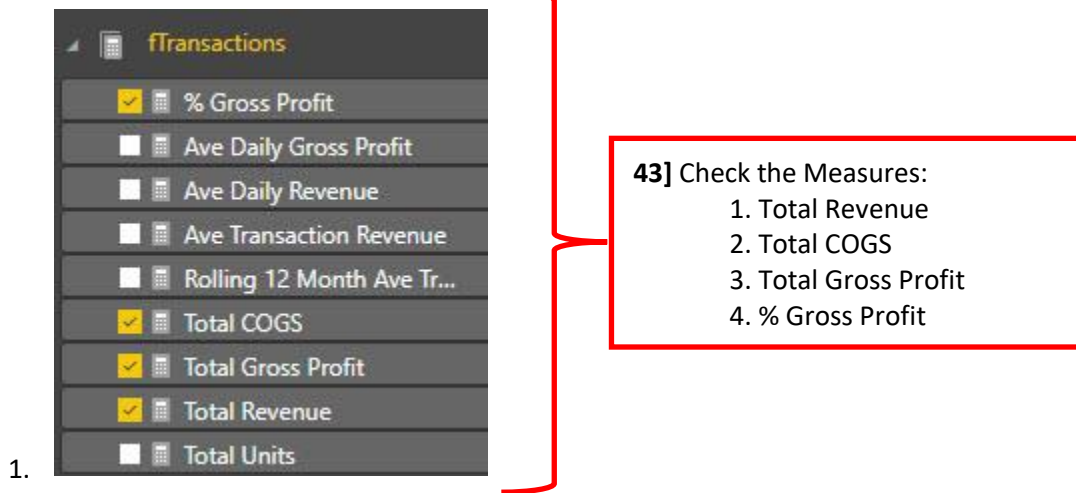 fTransactions
% Gross Profit
Ave Daily Gross Profit
Ave Daily Revenue
Ave Transaction Revenue
Rolling 12 Month Ave Tr...
Total COGS
Total Gross Profit
Total Revenue
Total Units
1.
43] Check the Measures:
1. Total Revenue
2. Total COGS
3. Total Gross Profit
4. % Gross Profit